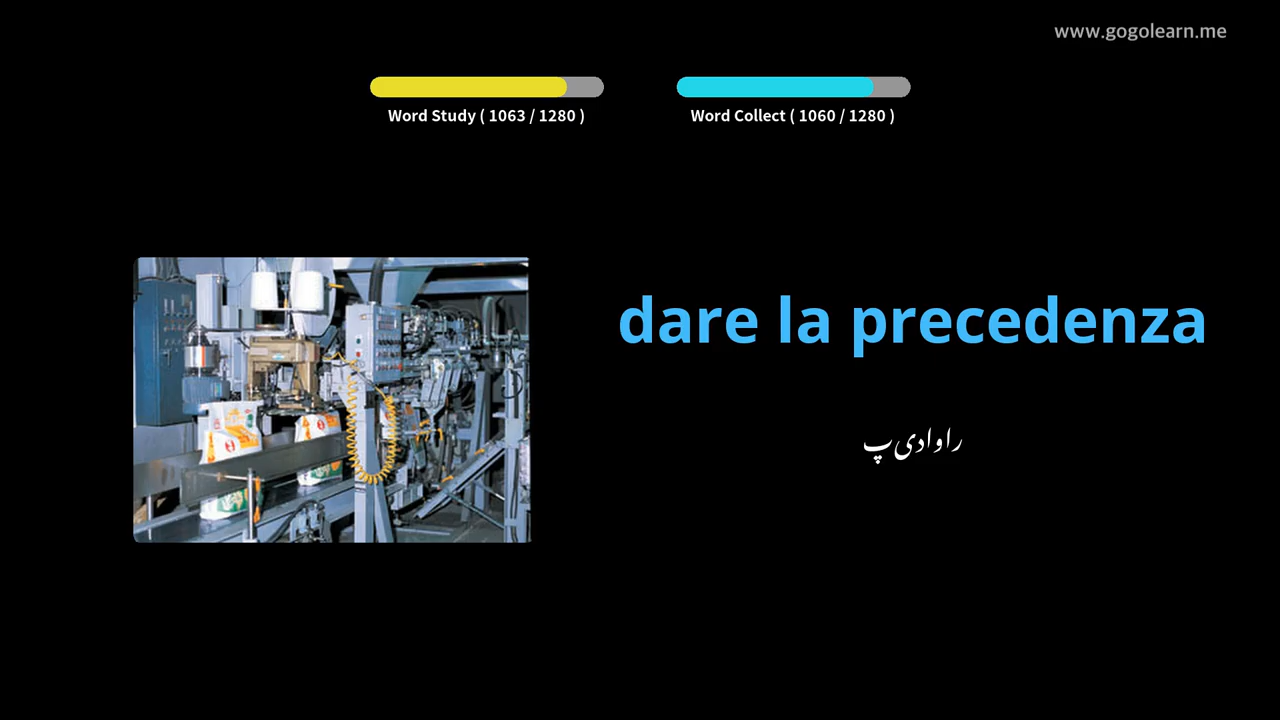 www.gogolearn.me
Word Study ( 1063 / 1280 )
Word Collect ( 1060 / 1280 )
dare la precedenza
راوادی‌پ